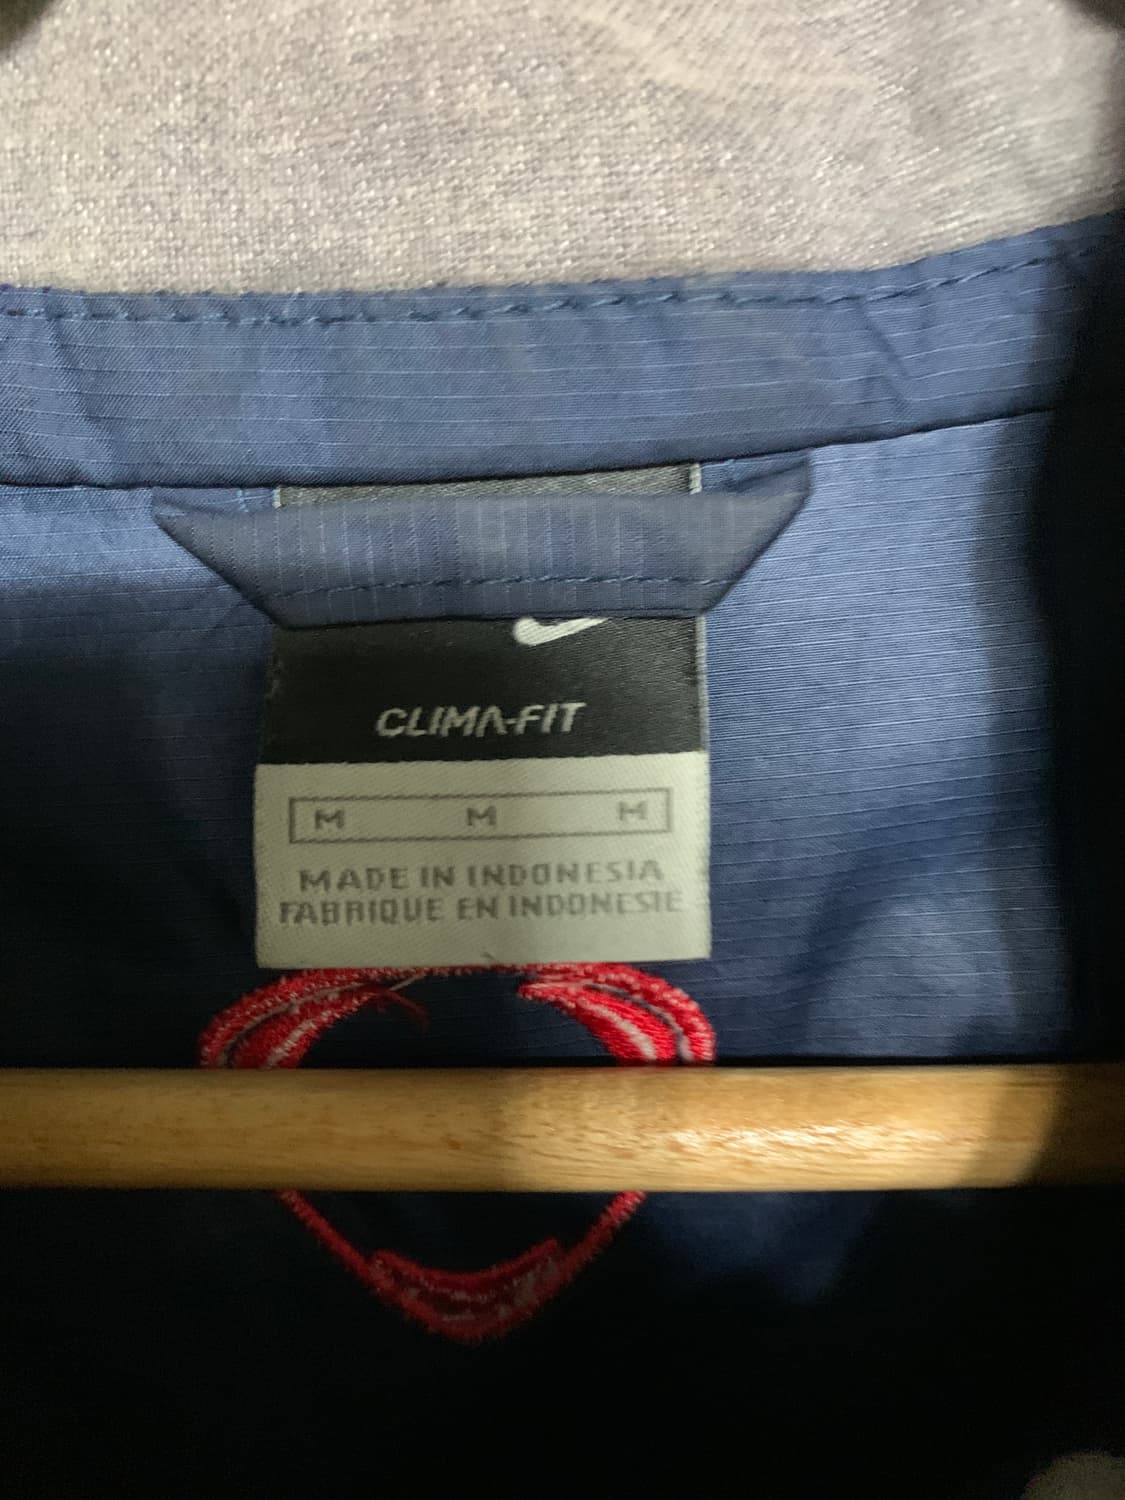 CLIMA-FIT
M M M
MADE IN INDONESIA
FABRIQUE EN INDONESIE